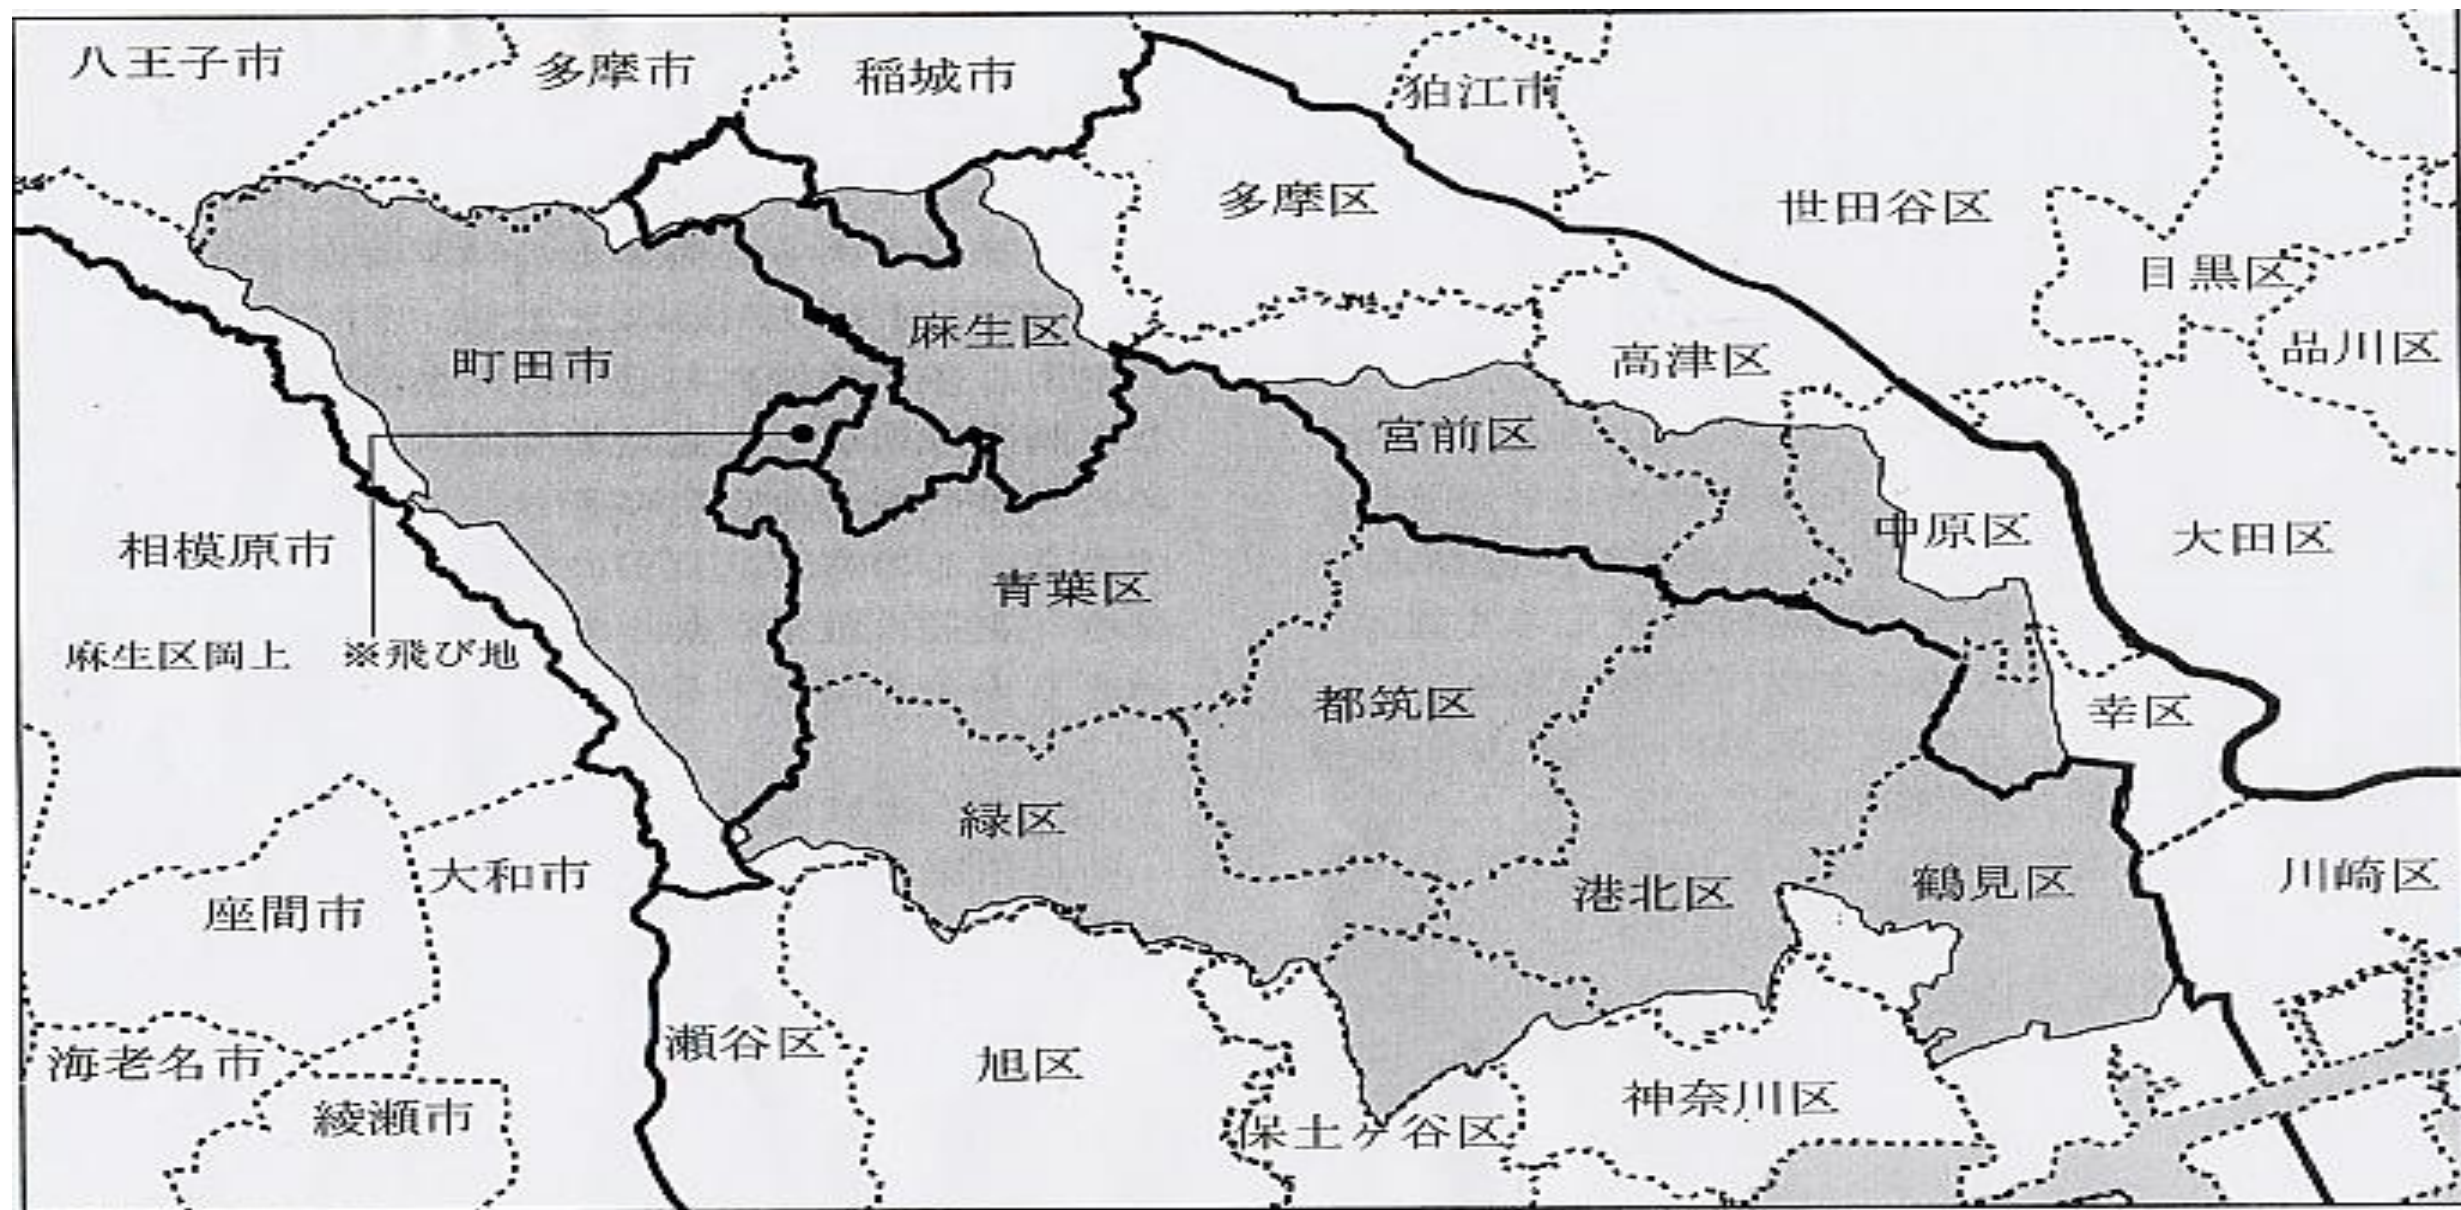 八王子市
多摩市
稲城市
狛江市
多摩区
世田谷区
目黒区
麻生区
町田市
高津区
品川区
宮前区
中原区
大田区
相模原市
青葉区
麻生区岡上　※飛び地
都筑区
幸区
緑区
大和市
座間市
港北区
鶴見区
川崎区
瀬谷区
旭区
海老名市
綾瀬市
保土ヶ谷区
神奈川区